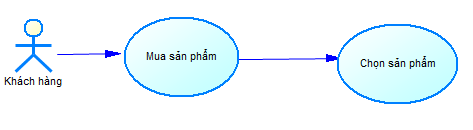 Mua sản phẩm
Chọn sản phẩm
Khách hàng